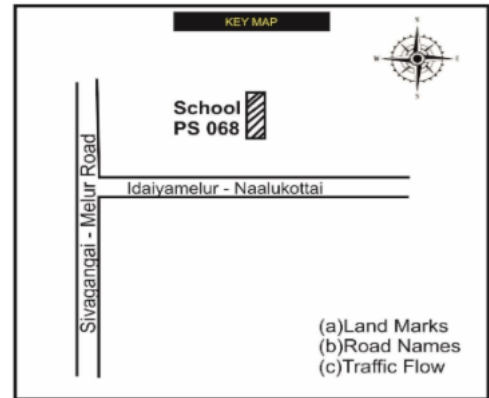 KEY MAP
N
W
E
S
School
PS 068
Idaiyamelur - Naalukottai
Sivagangai - Melur Road
(a)Land Marks
(b)Road Names
(c)Traffic Flow